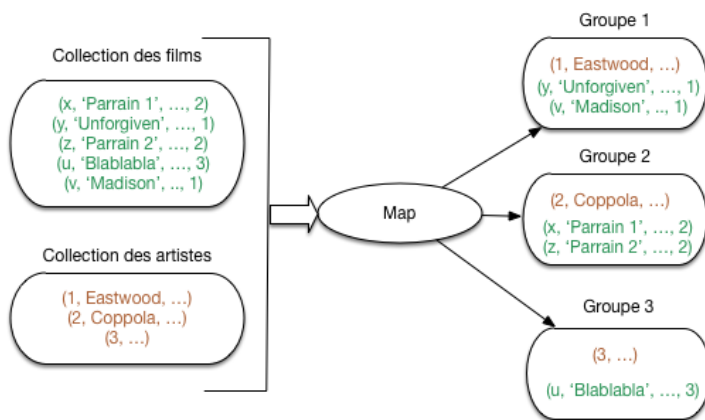 Collection des films
(x, ‘Parrain 1’, …, 2)
(y, ‘Unforgiven’, …, 1)
(z, ‘Parrain 2’, …, 2)
(u, ‘Blablabla’, …, 3)
(v, ‘Madison’, .., 1)
Collection des artistes
(1, Eastwood, …)
(2, Coppola, …)
(3, …)
Map
Groupe 1
(1, Eastwood, …)
(y, ‘Unforgiven’, …, 1)
(v, ‘Madison’, .., 1)
Groupe 2
(2, Coppola, …)
(x, ‘Parrain 1’, …, 2)
(z, ‘Parrain 2’, …, 2)
Groupe 3
(3, …)
(u, ‘Blablabla’, …, 3)